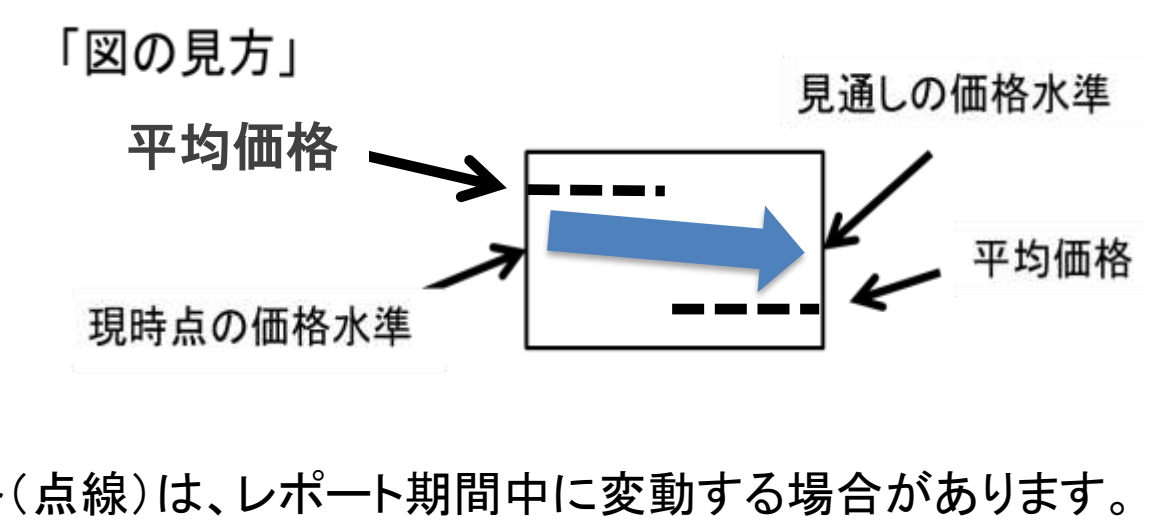 「図の見方」
見通しの価格水準
平均価格
平均価格
現時点の価格水準
(点線)は、レポート期間中に変動する場合があります。